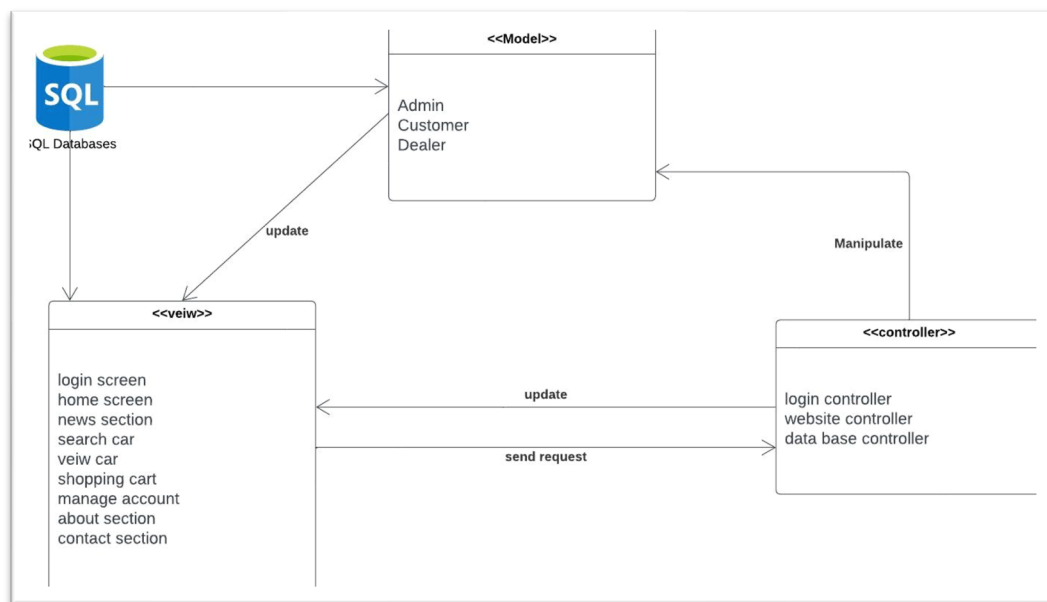 <<Model>>
SQL
Admin
Customer
Dealer
SQL Databases
update
Manipulate
<<veiw>>
<<controller>>
login screen
home screen
news section
search car
veiw car
shopping cart
manage account
about section
contact section
update
send request
login controller
website controller
data base controller